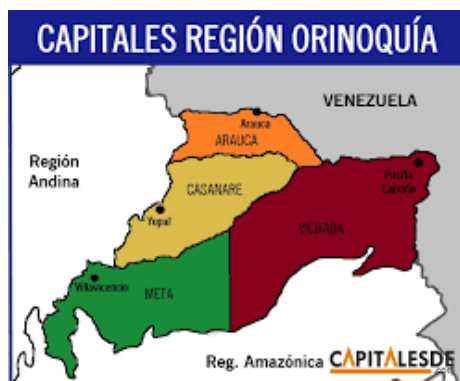 CAPITALES REGIÓN ORINOQUÍA
VENEZUELA
Arauca
ARAUCA
Región
Andina
CASANARE
Puerto
Carreño
Yopal
VICHADA
Villavicencio
META
Reg. Amazónica
CAPITALESDE